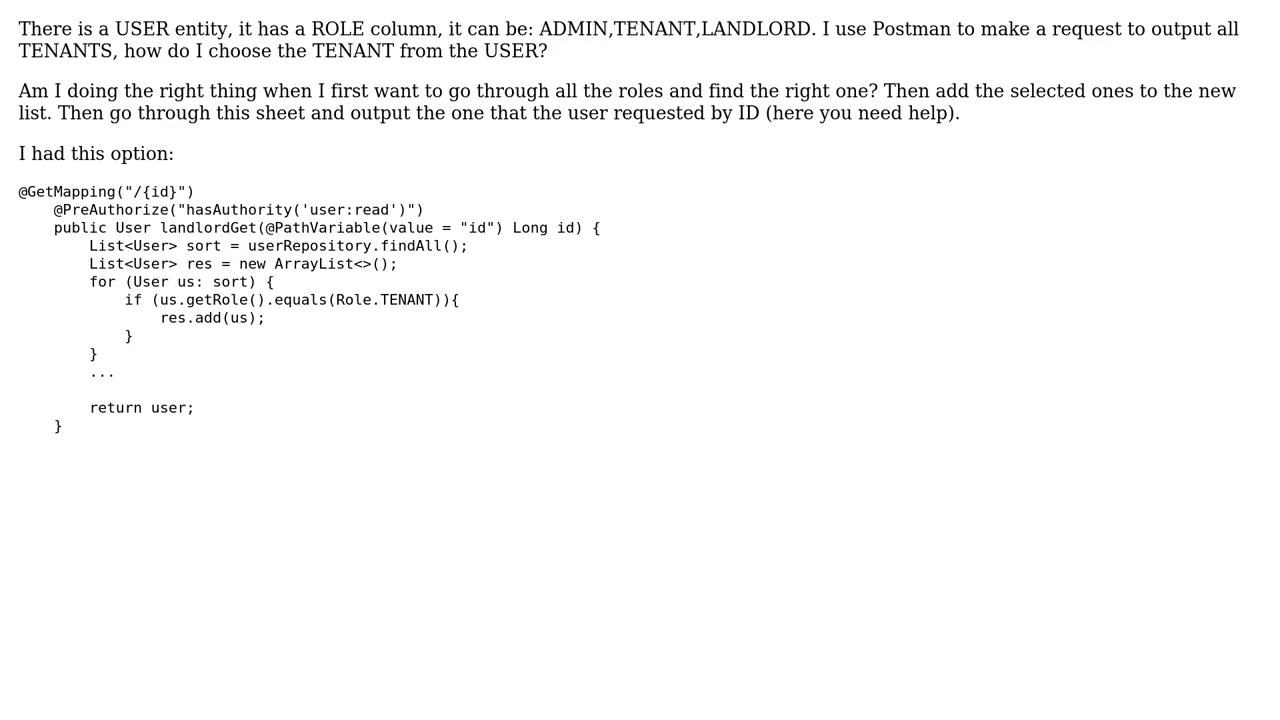 There is a USER entity, it has a ROLE column, it can be: ADMIN,TENANT,LANDLORD. I use Postman to make a request to output all
TENANTS, how do I choose the TENANT from the USER?
Am I doing the right thing when I first want to go through all the roles and find the right one? Then add the selected ones to the new
list. Then go through this sheet and output the one that the user requested by ID (here you need help).
I had this option:
@GetMapping("/{id}")
    @PreAuthorize("hasAuthority('user:read')")
    public User landlordGet(@PathVariable(value = "id") Long id) {
        List<User> sort = userRepository.findAll();
        List<User> res = new ArrayList<>();
        for (User us: sort) {
            if (us.getRole().equals(Role.TENANT)){
                res.add(us);
            }
        }
        ...
        return user;
    }